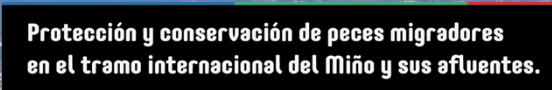 Protección y conservación de peces migradores
en el tramo internacional del Miño y sus afluentes.